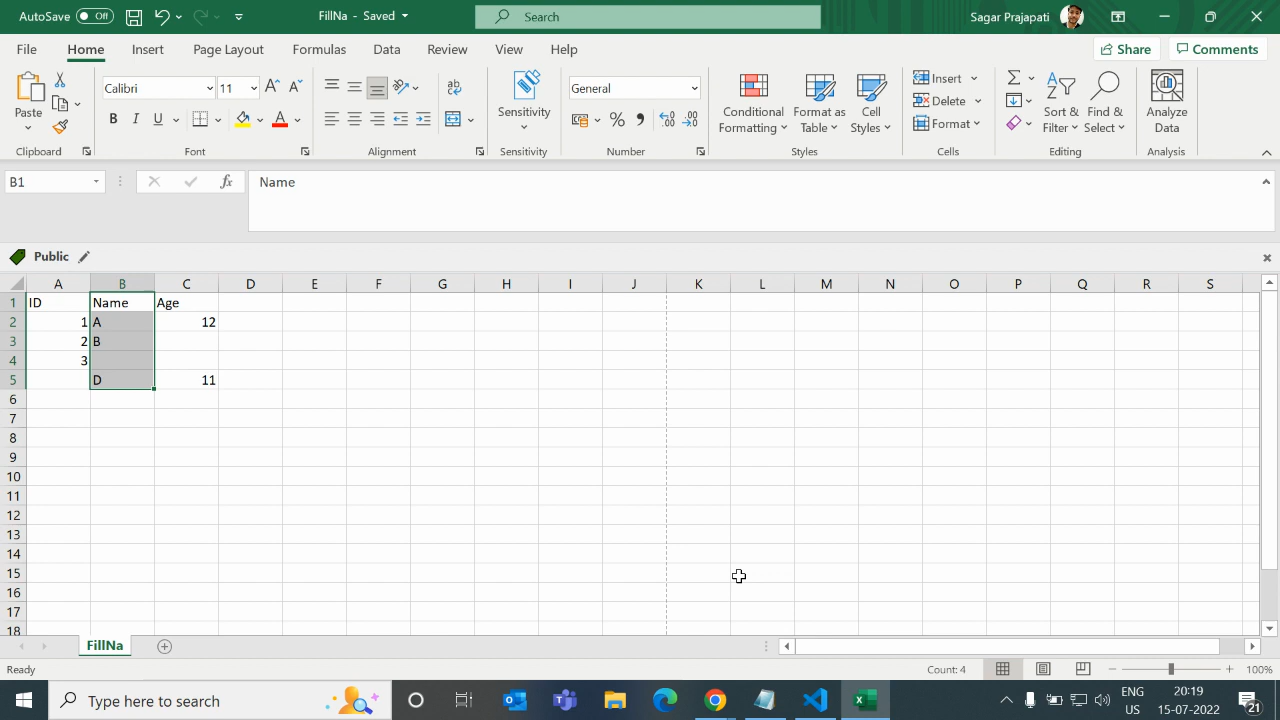 AutoSave Off FillNa - Saved Search Sagar Prajapati
File Home Insert Page Layout Formulas Data Review View Help Share Comments
Paste Calibri 11 General Sensitivity Conditional Formatting Format as Table Cell Styles Insert Delete Format Sort & Filter Find & Select Analyze Data
Clipboard Font Alignment Sensitivity Number Styles Cells Editing Analysis
B1 fx Name
Public
A B C D E F G H I J K L M N O P Q R S
1 ID Name Age
2 1 A 12
3 2 B
4 3
5 D 11
6
7
8
9
10
11
12
13
14
15
16
17
18
FillNa
Ready Count: 4 100%
Type here to search ENG US 20:19 15-07-2022 21